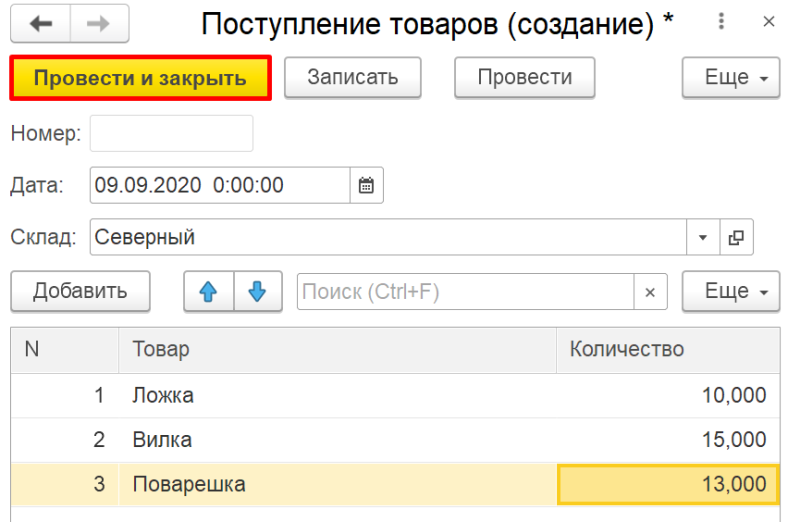 Поступление товаров (создание) *
Провести и закрыть Записать Провести Еще
Номер:
Дата: 09.09.2020 0:00:00
Склад: Северный
Добавить Поиск (Ctrl+F) × Еще
N Товар Количество
1 Ложка 10,000
2 Вилка 15,000
3 Поварешка 13,000